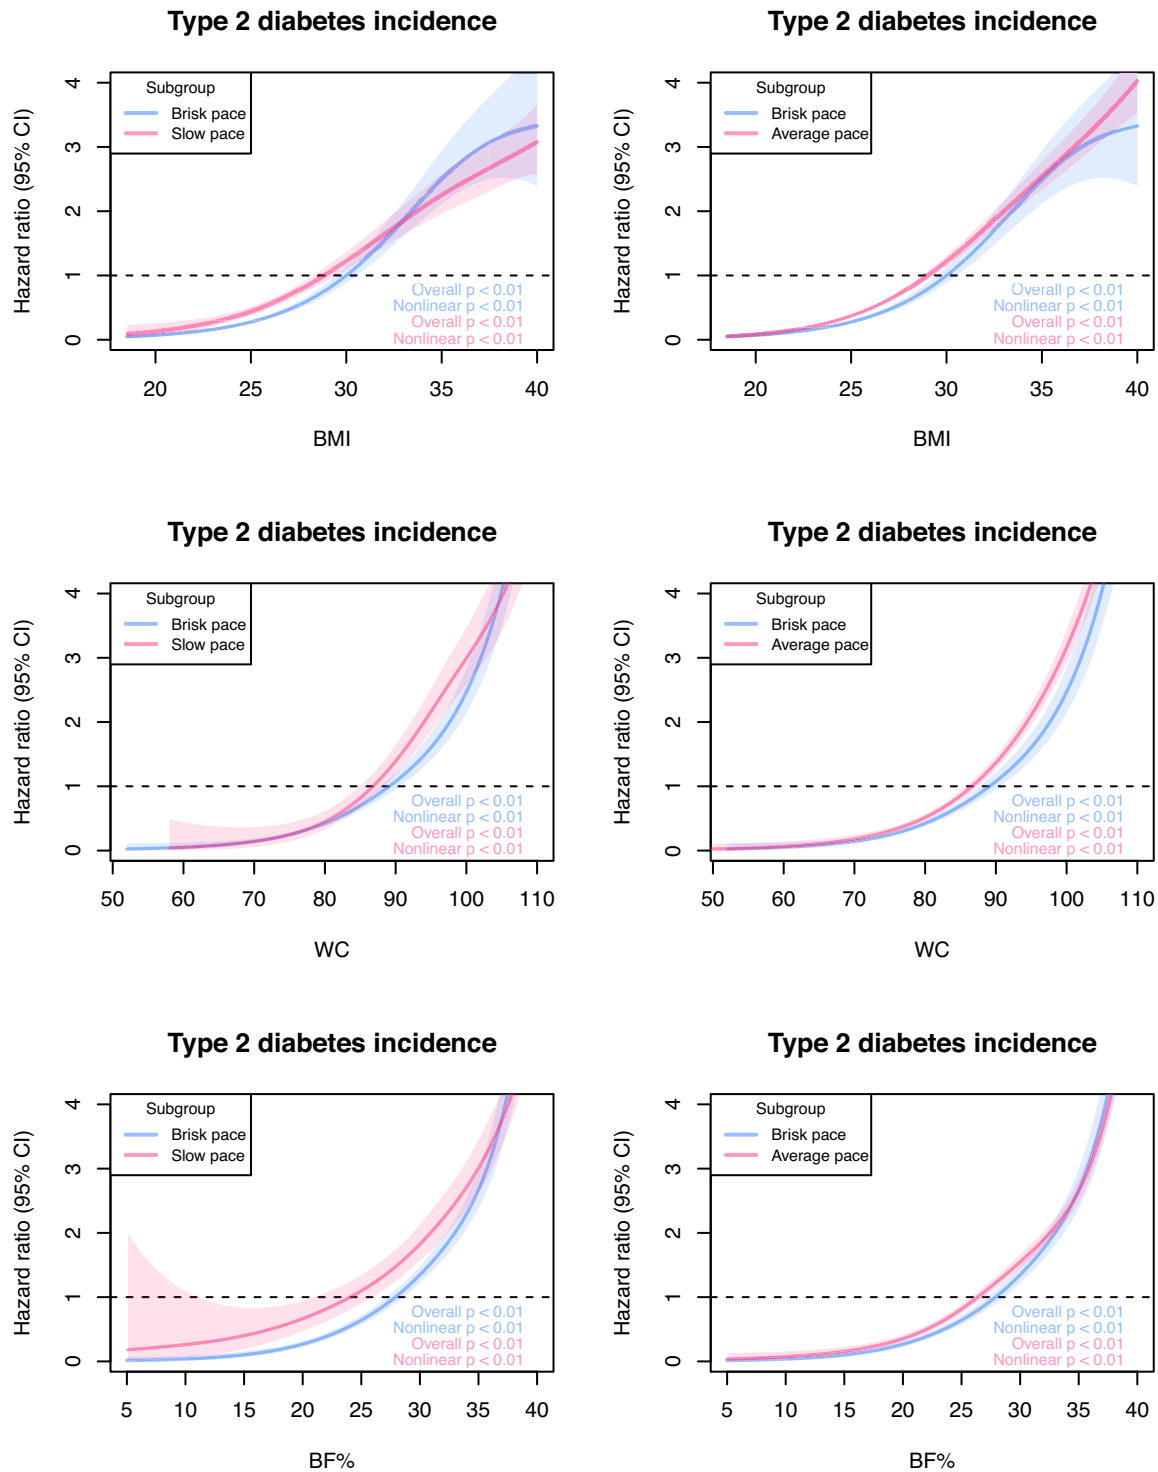 Type 2 diabetes incidence
Hazard ratio (95% CI)
4
3
2
1
0
Subgroup
Brisk pace
Slow pace
Overall p < 0.01
Nonlinear p < 0.01
Overall p < 0.01
Nonlinear p < 0.01
20 25 30 35 40
BMI
Type 2 diabetes incidence
Hazard ratio (95% CI)
4
3
2
1
0
Subgroup
Brisk pace
Average pace
Overall p < 0.01
Nonlinear p < 0.01
Overall p < 0.01
Nonlinear p < 0.01
20 25 30 35 40
BMI
Type 2 diabetes incidence
Hazard ratio (95% CI)
4
3
2
1
0
Subgroup
Brisk pace
Slow pace
Overall p < 0.01
Nonlinear p < 0.01
Overall p < 0.01
Nonlinear p < 0.01
50 60 70 80 90 100 110
WC
Type 2 diabetes incidence
Hazard ratio (95% CI)
4
3
2
1
0
Subgroup
Brisk pace
Average pace
Overall p < 0.01
Nonlinear p < 0.01
Overall p < 0.01
Nonlinear p < 0.01
50 60 70 80 90 100 110
WC
Type 2 diabetes incidence
Hazard ratio (95% CI)
4
3
2
1
0
Subgroup
Brisk pace
Slow pace
Overall p < 0.01
Nonlinear p < 0.01
Overall p < 0.01
Nonlinear p < 0.01
5 10 15 20 25 30 35 40
BF%
Type 2 diabetes incidence
Hazard ratio (95% CI)
4
3
2
1
0
Subgroup
Brisk pace
Average pace
Overall p < 0.01
Nonlinear p < 0.01
Overall p < 0.01
Nonlinear p < 0.01
5 10 15 20 25 30 35 40
BF%